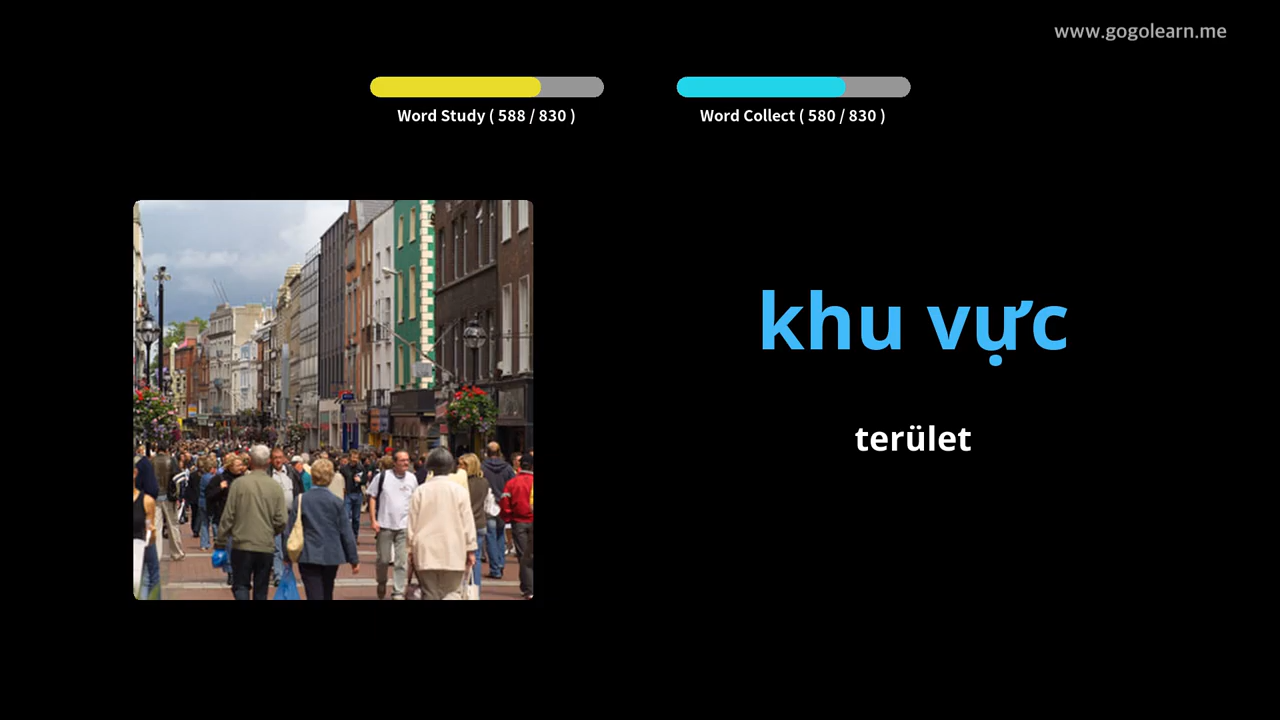 www.gogolearn.me
Word Study ( 588 / 830 )
Word Collect ( 580 / 830 )
khu vực
terület